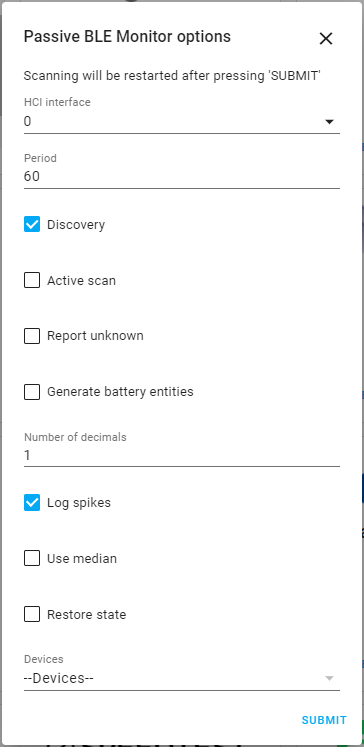 Passive BLE Monitor options
Scanning will be restarted after pressing 'SUBMIT'
HCI interface
0
Period
60
Discovery
Active scan
Report unknown
Generate battery entities
Number of decimals
1
Log spikes
Use median
Restore state
Devices
--Devices--
SUBMIT